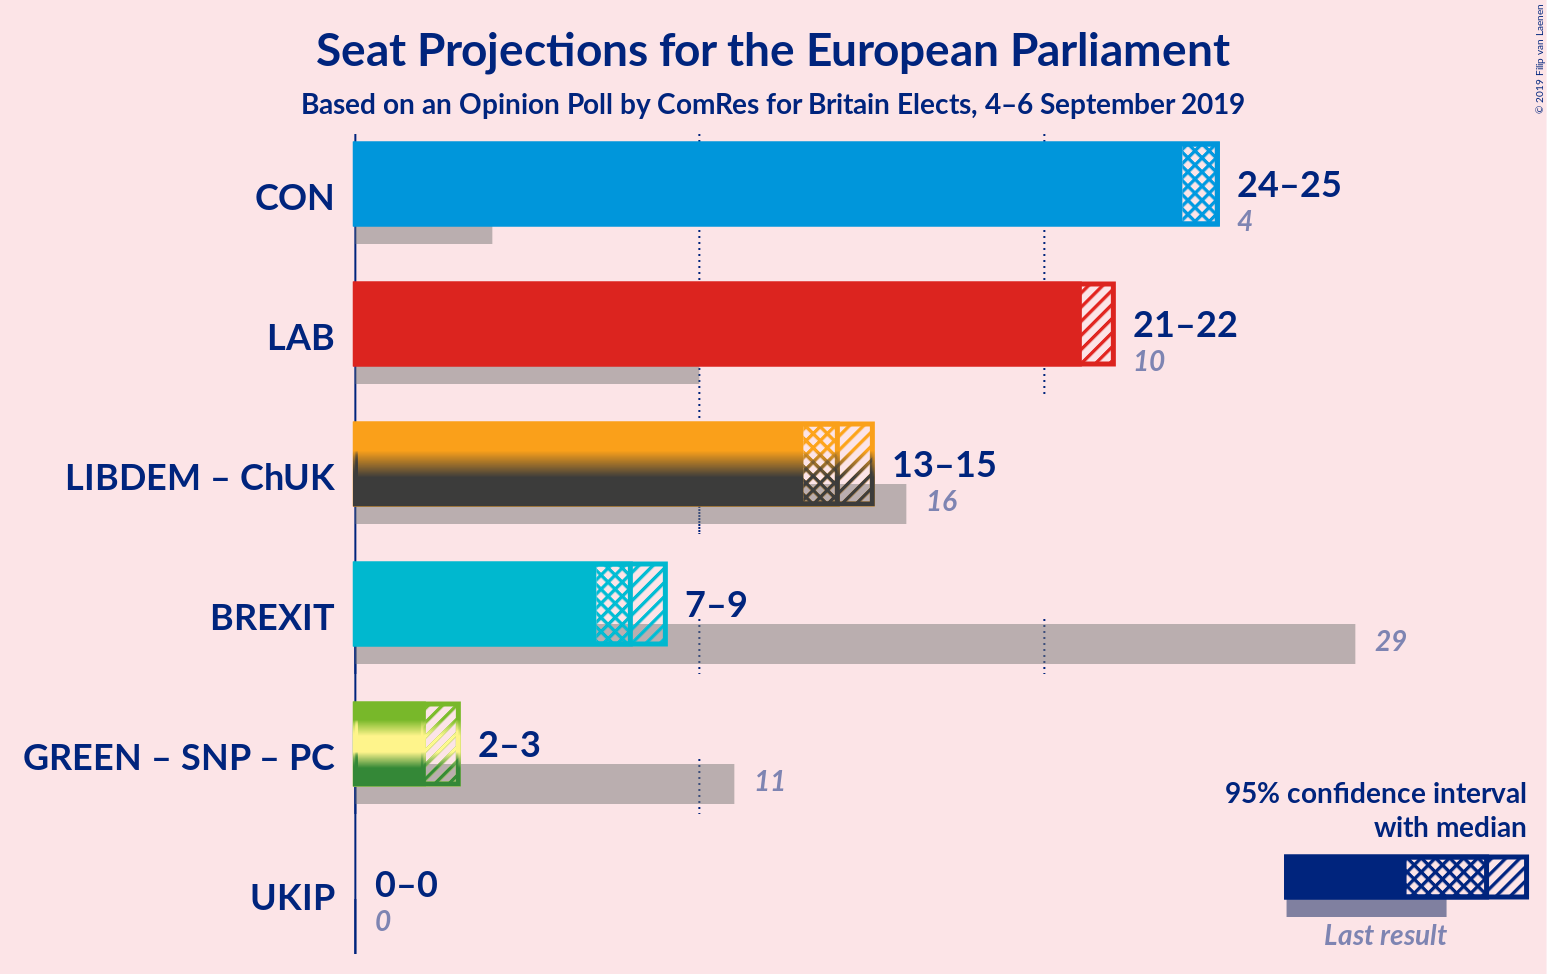 Seat Projections for the European Parliament
Based on an Opinion Poll by ComRes for Britain Elects, 4–6 September 2019
© 2019 Filip van Laenen
CON
24–25
4
LAB
21–22
10
LIBDEM – ChUK
13–15
16
BREXIT
7–9
29
GREEN – SNP – PC
2–3
11
UKIP
0–0
0
95% confidence interval
with median
Last result